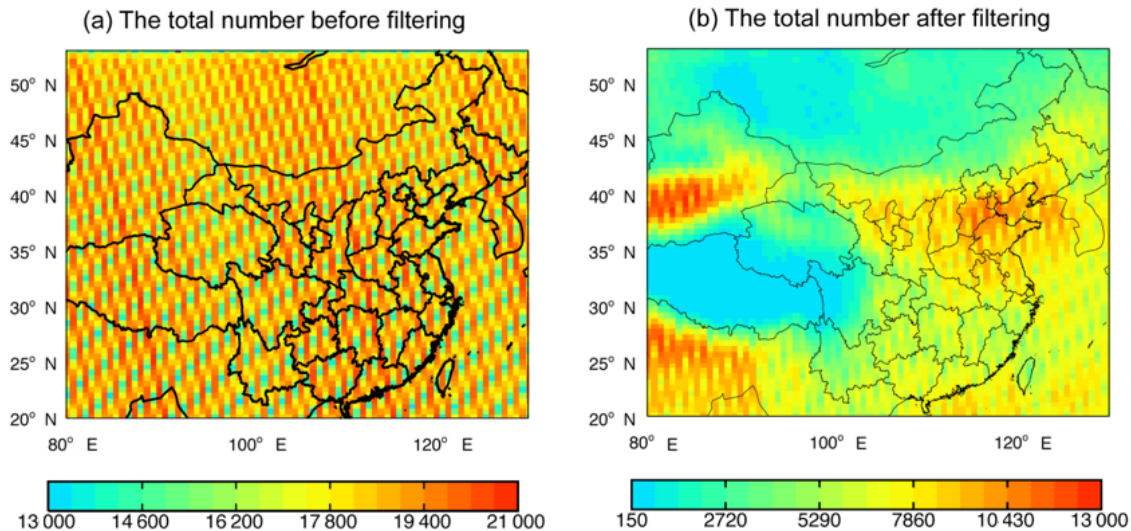 (a) The total number before filtering
(b) The total number after filtering
50° N
45° N
40° N
35° N
30° N
25° N
20° N
80° E
100° E
120° E
50° N
45° N
40° N
35° N
30° N
25° N
20° N
80° E
100° E
120° E
13 000 14 600 16 200 17 800 19 400 21 000
150 2720 5290 7860 10 430 13 000